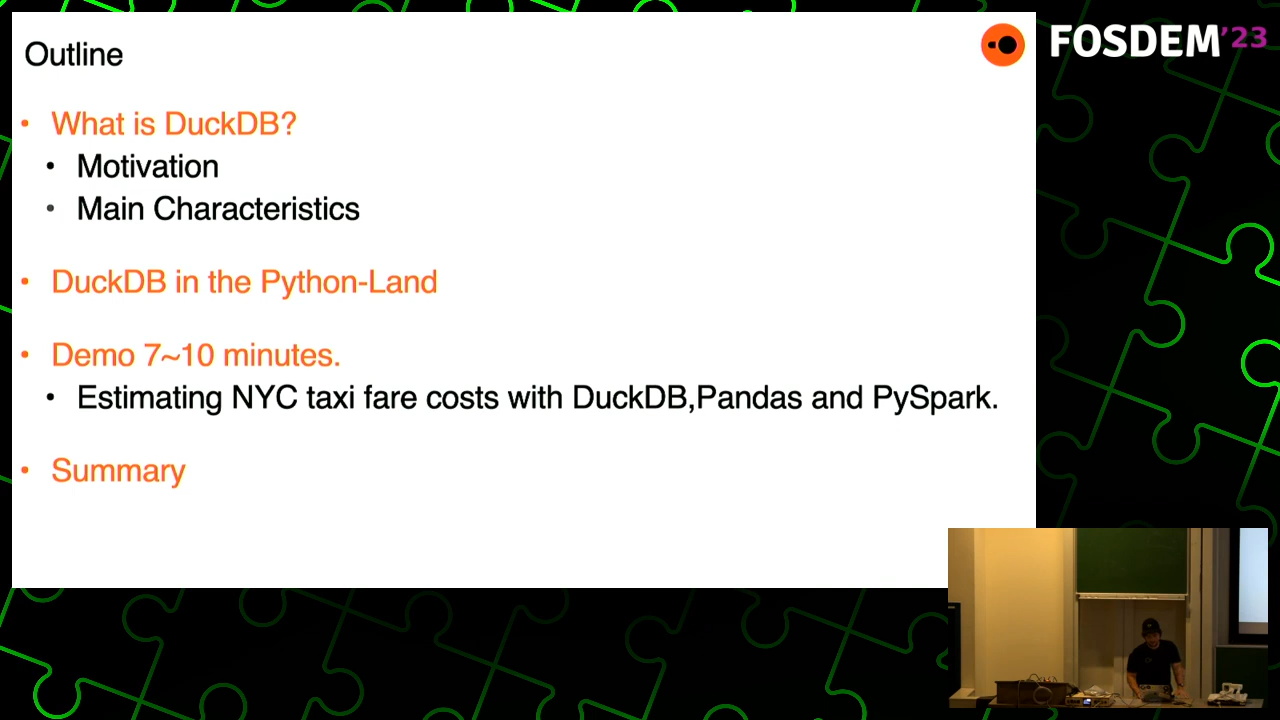 Outline
FOSDEM'23
• What is DuckDB?
• Motivation
• Main Characteristics
• DuckDB in the Python-Land
• Demo 7~10 minutes.
• Estimating NYC taxi fare costs with DuckDB,Pandas and PySpark.
• Summary